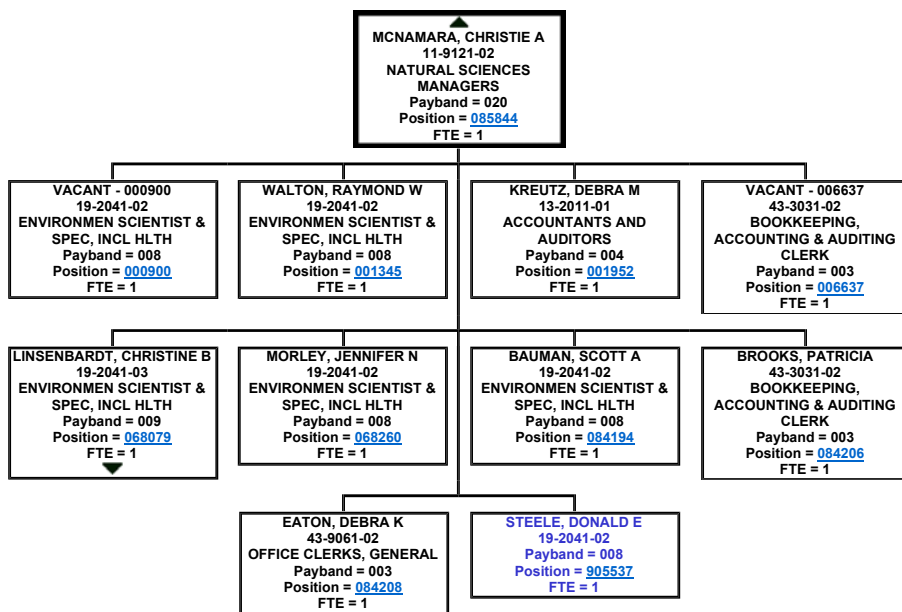 MCNAMARA, CHRISTIE A
11-9121-02
NATURAL SCIENCES
MANAGERS
Payband = 020
Position = 085844
FTE = 1
VACANT - 000900
19-2041-02
ENVIRONMEN SCIENTIST &
SPEC, INCL HLTH
Payband = 008
Position = 000900
FTE = 1
WALTON, RAYMOND W
19-2041-02
ENVIRONMEN SCIENTIST &
SPEC, INCL HLTH
Payband = 008
Position = 001345
FTE = 1
KREUTZ, DEBRA M
13-2011-01
ACCOUNTANTS AND
AUDITORS
Payband = 004
Position = 001952
FTE = 1
VACANT - 006637
43-3031-02
BOOKKEEPING,
ACCOUNTING & AUDITING
CLERK
Payband = 003
Position = 006637
FTE = 1
LINSENBARDT, CHRISTINE B
19-2041-03
ENVIRONMEN SCIENTIST &
SPEC, INCL HLTH
Payband = 009
Position = 068079
FTE = 1
MORLEY, JENNIFER N
19-2041-02
ENVIRONMEN SCIENTIST &
SPEC, INCL HLTH
Payband = 008
Position = 068260
FTE = 1
BAUMAN, SCOTT A
19-2041-02
ENVIRONMEN SCIENTIST &
SPEC, INCL HLTH
Payband = 008
Position = 084194
FTE = 1
BROOKS, PATRICIA
43-3031-02
BOOKKEEPING,
ACCOUNTING & AUDITING
CLERK
Payband = 003
Position = 084206
FTE = 1
EATON, DEBRA K
43-9061-02
OFFICE CLERKS, GENERAL
Payband = 003
Position = 084208
FTE = 1
STEELE, DONALD E
19-2041-02
Payband = 008
Position = 905537
FTE = 1